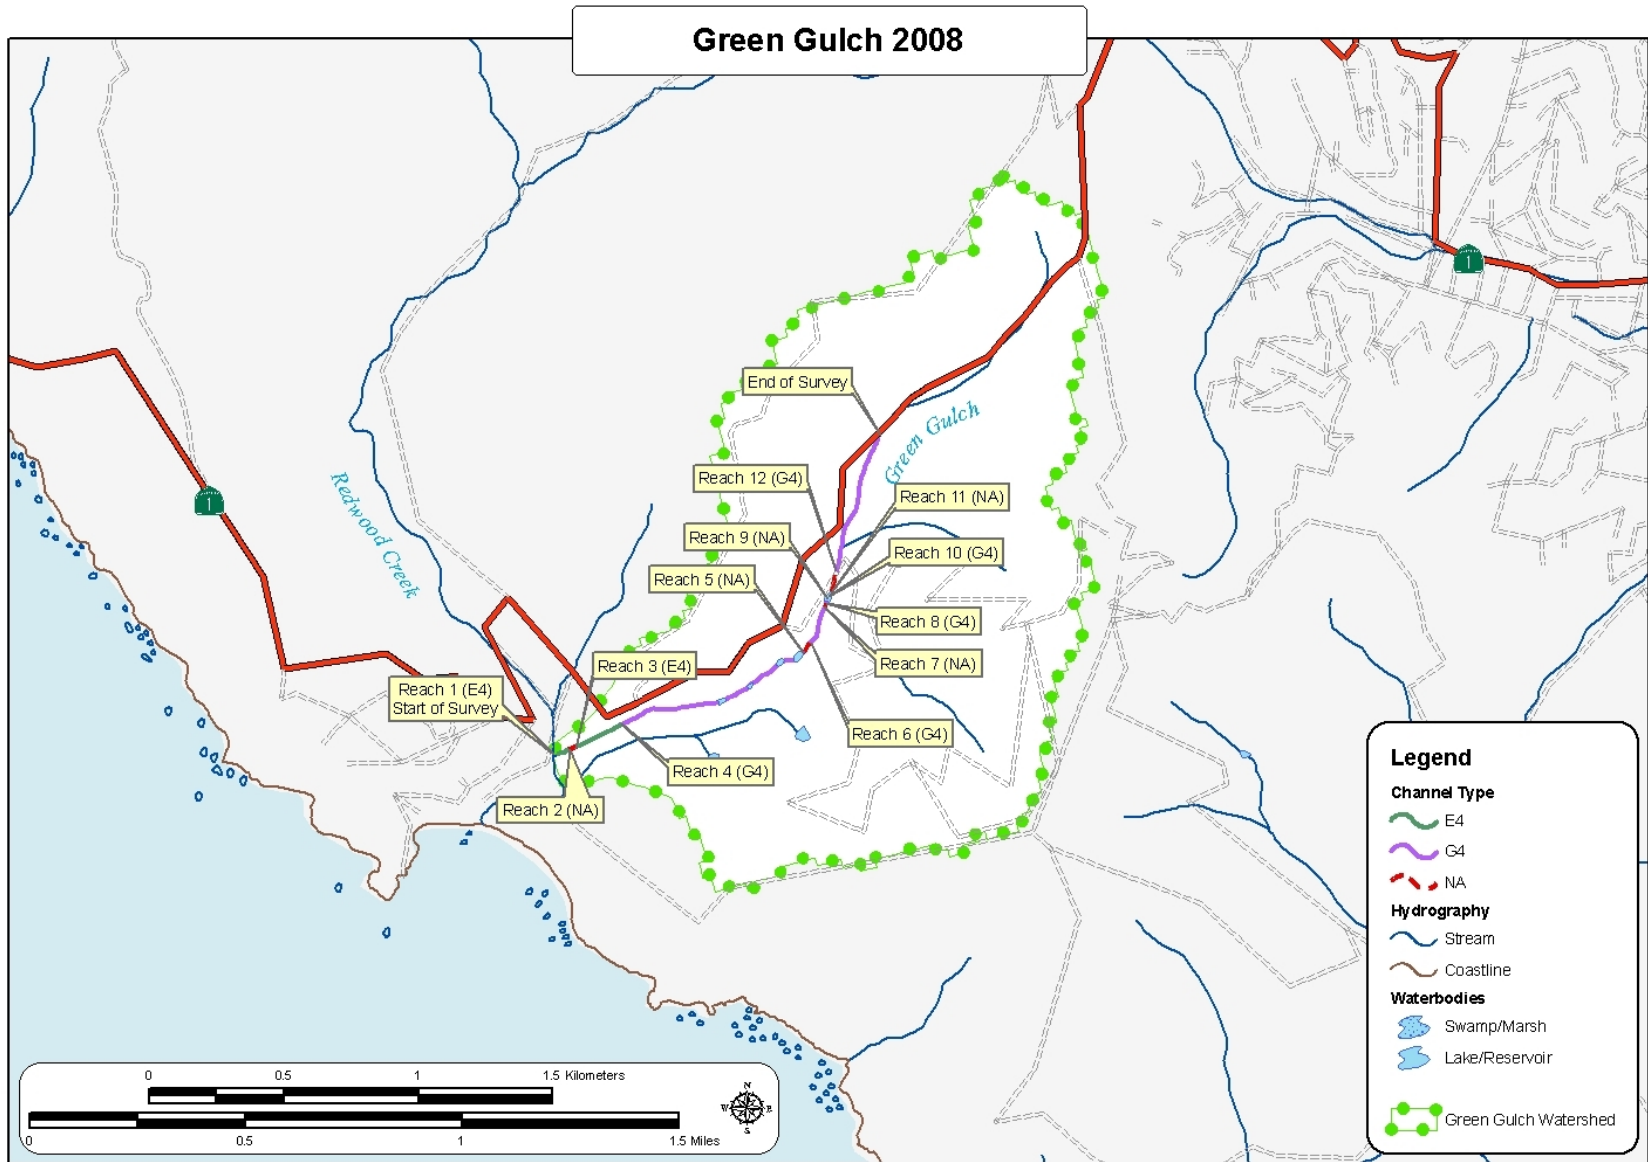 Green Gulch 2008
1
1
End of Survey
Green Gulch
Redwood Creek
Reach 12 (G4)
Reach 11 (NA)
Reach 9 (NA)
Reach 10 (G4)
Reach 5 (NA)
Reach 8 (G4)
Reach 7 (NA)
Reach 3 (E4)
Reach 1 (E4)
Start of Survey
Reach 6 (G4)
Reach 4 (G4)
Reach 2 (NA)
Legend
Channel Type
E4
G4
NA
Hydrography
Stream
Coastline
Waterbodies
Swamp/Marsh
Lake/Reservoir
Green Gulch Watershed
0 0.5 1 1.5 Kilometers
0 0.5 1 1.5 Miles
N
W E
S